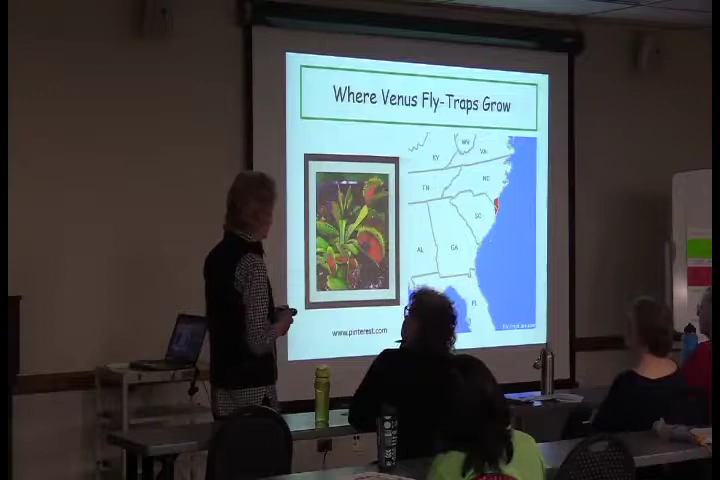 Where Venus Fly-Traps Grow
WV
KY
VA
TN
NC
SC
AL
GA
FL
www.pinterest.com